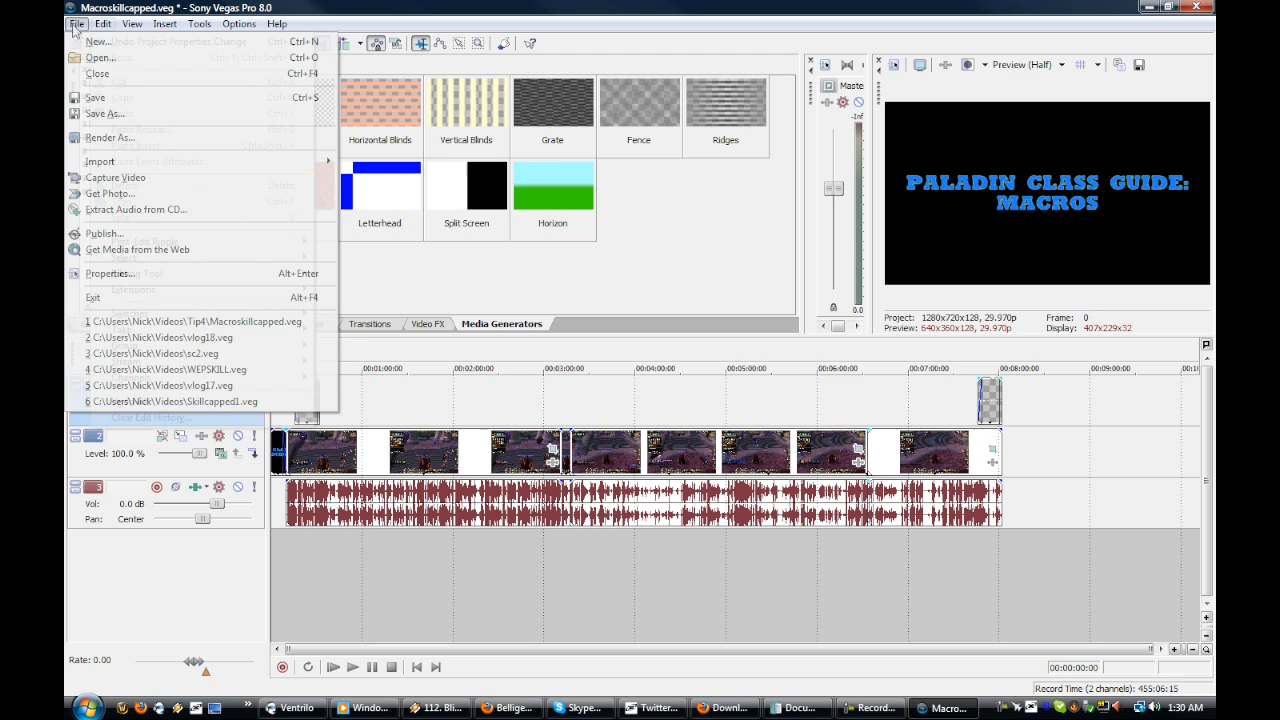 Macroskillcapped.veg * - Sony Vegas Pro 8.0
File Edit View Insert Tools Options Help
New... Ctrl+N
Open... Ctrl+O
Close Ctrl+F4
Save Ctrl+S
Save As...
Render As...
Import
Capture Video
Get Photo...
Extract Audio from CD...
Publish...
Get Media from the Web
Properties... Alt+Enter
Exit Alt+F4
1 C:\Users\Nick\Videos\Tip4\Macroskillcapped.veg
2 C:\Users\Nick\Videos\vlog18.veg
3 C:\Users\Nick\Videos\sc2.veg
4 C:\Users\Nick\Videos\WEPSKILL.veg
5 C:\Users\Nick\Videos\vlog17.veg
6 C:\Users\Nick\Videos\Skillcapped1.veg
Clear Edit History...
Horizontal Blinds Vertical Blinds Grate Fence Ridges
Letterhead Split Screen Horizon
Transitions Video FX Media Generators
Maste
-Inf
0.0
Preview (Half)
PALADIN CLASS GUIDE:
MACROS
Project: 1280x720x128, 29.970p Frame: 0
Preview: 640x360x128, 29.970p Display: 407x229x32
00:01:00:00 00:02:00:00 00:03:00:00 00:04:00:00 00:05:00:00 00:06:00:00 00:07:00:00 00:08:00:00 00:09:00:00 00:10
2
Level: 100.0 %
3
Vol: 0.0 dB
Pan: Center
Rate: 0.00
00:00:00:00
Record Time (2 channels): 455:06:15
Ventrilo Windo... 112. Bli... Bellige... Skype... Twitter... Downl... Docu... Record... Macro... 1:30 AM